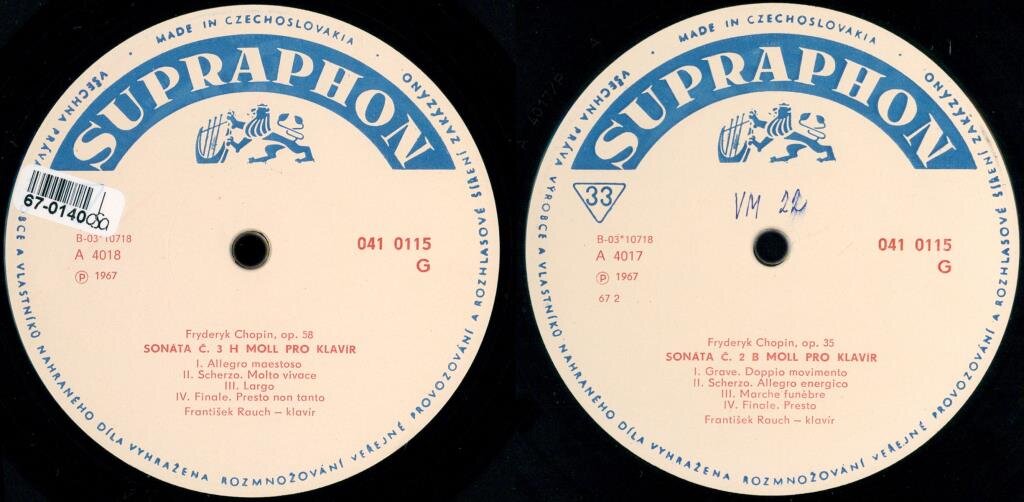 MADE IN CZECHOSLOVAKIA
SUPRAPHON
VŠECHNA PRÁVA VÝROBCE A VLASTNÍKŮ NAHRANÉHO DÍLA VYHRAŽENA ROZMNOŽOVÁNÍ VEŘEJNÉ PROVOZOVÁNÍ A ROZHLASOVÉ ŠÍŘENÍ ZAKÁZÁNO
67-0140
B-03*10718
A 4018
Ⓟ 1967
041 0115
G
Fryderyk Chopin, op. 58
SONÁTA Č. 3 H MOLL PRO KLAVÍR
I. Allegro maestoso
II. Scherzo. Molto vivace
III. Largo
IV. Finale. Presto non tanto
František Rauch – klavír
MADE IN CZECHOSLOVAKIA
SUPRAPHON
VŠECHNA PRÁVA VÝROBCE A VLASTNÍKŮ NAHRANÉHO DÍLA VYHRAŽENA ROZMNOŽOVÁNÍ VEŘEJNÉ PROVOZOVÁNÍ A ROZHLASOVÉ ŠÍŘENÍ ZAKÁZÁNO
33
VM 22
B-03*10718
A 4017
Ⓟ 1967
67 2
041 0115
G
Fryderyk Chopin, op. 35
SONÁTA Č. 2 B MOLL PRO KLAVÍR
I. Grave. Doppio movimento
II. Scherzo. Allegro energico
III. Marche funèbre
IV. Finale. Presto
František Rauch – klavír